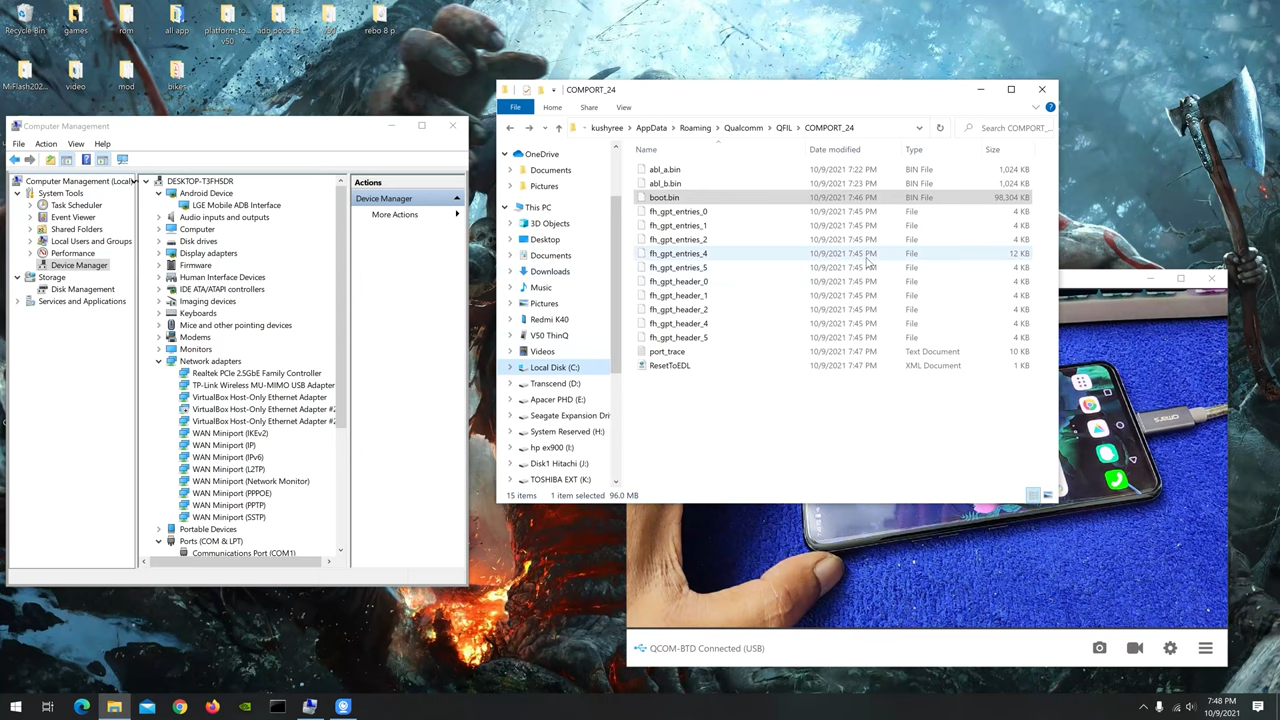 Recycle Bin
games
rom
all app
platform-to...
v50
rebo 8 p...
MiFlash202...
video
mod
bikes
Computer Management
File Action View Help
Computer Management (Local)
System Tools
Task Scheduler
Event Viewer
Shared Folders
Local Users and Groups
Performance
Device Manager
Storage
Disk Management
Services and Applications
DESKTOP-T3FH5DR
Android Device
LGE Mobile ADB Interface
Audio inputs and outputs
Computer
Disk drives
Display adapters
Firmware
Human Interface Devices
IDE ATA/ATAPI controllers
Imaging devices
Keyboards
Mice and other pointing devices
Modems
Monitors
Network adapters
Realtek PCIe 2.5GbE Family Controller
TP-Link Wireless MU-MIMO USB Adapter
VirtualBox Host-Only Ethernet Adapter
VirtualBox Host-Only Ethernet Adapter #2
VirtualBox Host-Only Ethernet Adapter #2
WAN Miniport (IKEv2)
WAN Miniport (IP)
WAN Miniport (IPv6)
WAN Miniport (L2TP)
WAN Miniport (Network Monitor)
WAN Miniport (PPPOE)
WAN Miniport (PPTP)
WAN Miniport (SSTP)
Portable Devices
Ports (COM & LPT)
Communications Port (COM1)
Actions
Device Manager
More Actions
COMPORT_24
File Home Share View
kushyree > AppData > Roaming > Qualcomm > QFIL > COMPORT_24
Search COMPORT_...
OneDrive
Documents
Pictures
This PC
3D Objects
Desktop
Documents
Downloads
Music
Pictures
Redmi K40
V50 ThinQ
Videos
Local Disk (C:)
Transcend (D:)
Apacer PHD (E:)
Seagate Expansion Dri
System Reserved (H:)
hp ex900 (I:)
Disk1 Hitachi (J:)
TOSHIBA EXT (K:)
Name Date modified Type Size
abl_a.bin 10/9/2021 7:22 PM BIN File 1,024 KB
abl_b.bin 10/9/2021 7:23 PM BIN File 1,024 KB
boot.bin 10/9/2021 7:46 PM BIN File 98,304 KB
fh_gpt_entries_0 10/9/2021 7:45 PM File 4 KB
fh_gpt_entries_1 10/9/2021 7:45 PM File 4 KB
fh_gpt_entries_2 10/9/2021 7:45 PM File 4 KB
fh_gpt_entries_4 10/9/2021 7:45 PM File 12 KB
fh_gpt_entries_5 10/9/2021 7:45 PM File 4 KB
fh_gpt_header_0 10/9/2021 7:45 PM File 4 KB
fh_gpt_header_1 10/9/2021 7:45 PM File 4 KB
fh_gpt_header_2 10/9/2021 7:45 PM File 4 KB
fh_gpt_header_4 10/9/2021 7:45 PM File 4 KB
fh_gpt_header_5 10/9/2021 7:45 PM File 4 KB
port_trace 10/9/2021 7:47 PM Text Document 10 KB
ResetToEDL 10/9/2021 7:47 PM XML Document 1 KB
15 items 1 item selected 96.0 MB
QCOM-BTD Connected (USB)
7:48 PM
10/9/2021